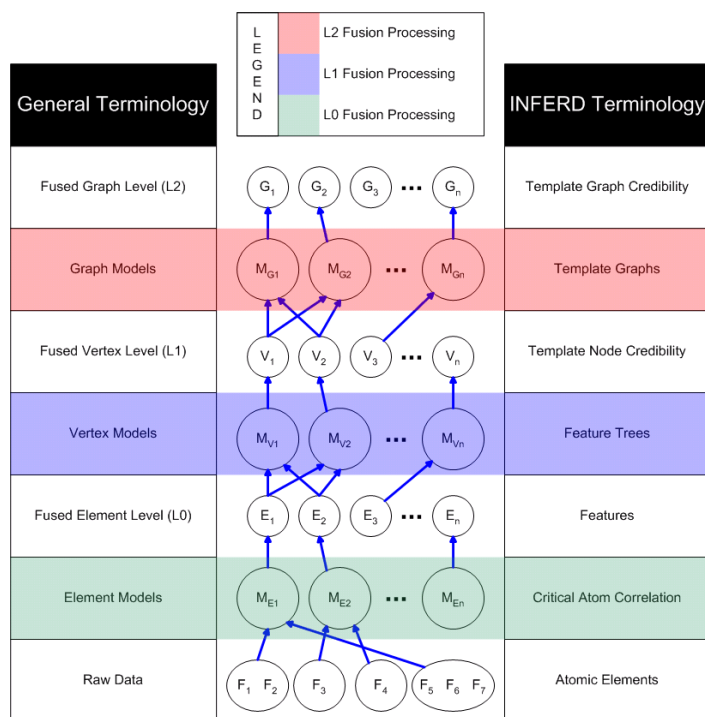 LEGEND
L2 Fusion Processing
L1 Fusion Processing
L0 Fusion Processing
General Terminology
INFERD Terminology
Fused Graph Level (L2)
G1 G2 G3 ... Gn
Template Graph Credibility
Graph Models
MG1 MG2 ... MGn
Template Graphs
Fused Vertex Level (L1)
V1 V2 V3 ... Vn
Template Node Credibility
Vertex Models
MV1 MV2 ... MVn
Feature Trees
Fused Element Level (L0)
E1 E2 E3 ... En
Features
Element Models
ME1 ME2 ... MEn
Critical Atom Correlation
Raw Data
F1 F2 F3 F4 F5 F6 F7
Atomic Elements